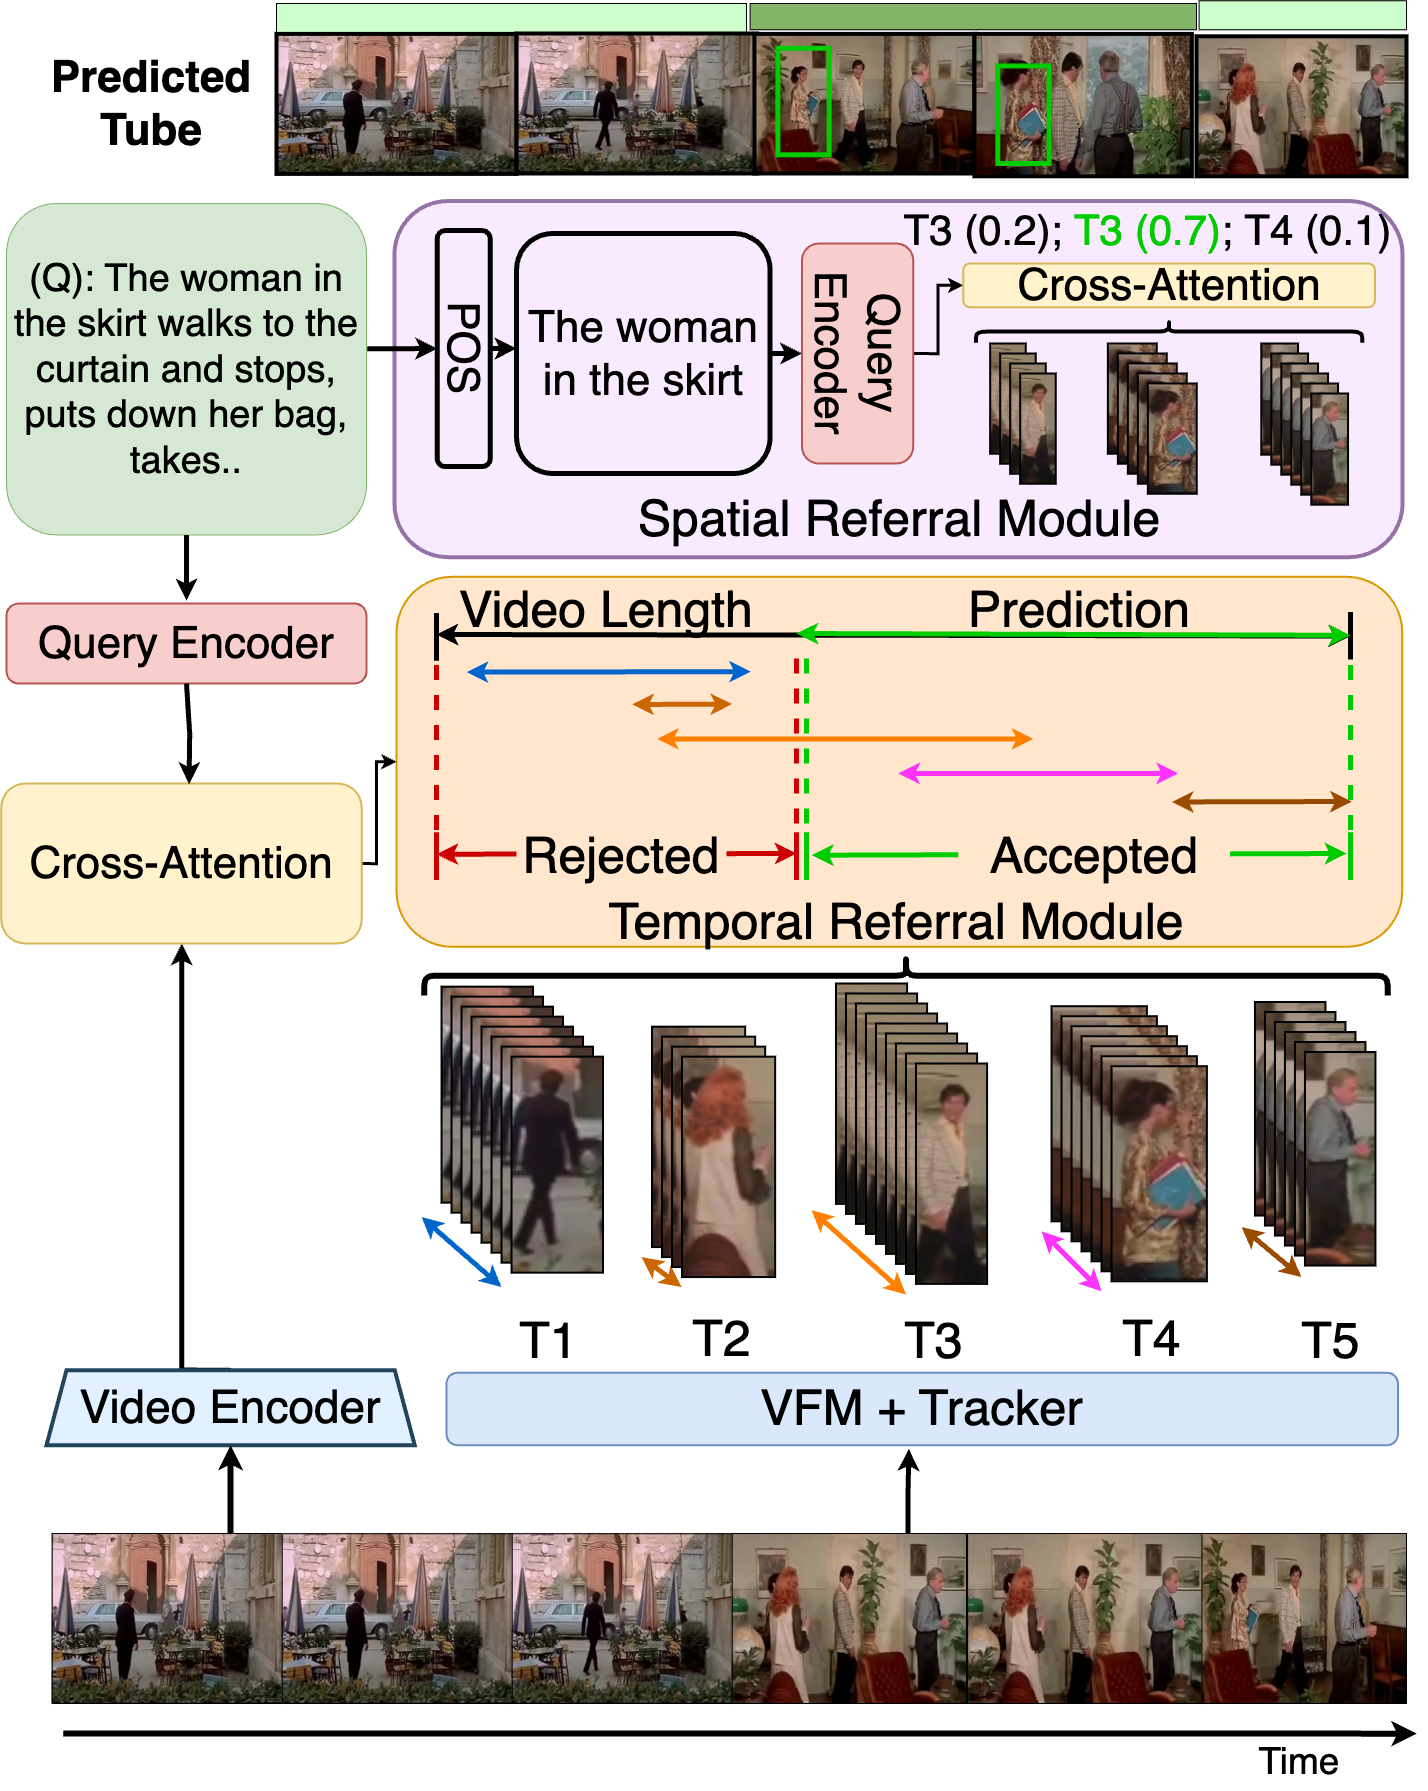 Predicted
Tube
(Q): The woman in
the skirt walks to the
curtain and stops,
puts down her bag,
takes..
POS
The woman
in the skirt
Query
Encoder
T3 (0.2); T3 (0.7); T4 (0.1)
Cross-Attention
Spatial Referral Module
Query Encoder
Cross-Attention
Video Length
Prediction
Rejected
Accepted
Temporal Referral Module
T1
T2
T3
T4
T5
Video Encoder
VFM + Tracker
Time